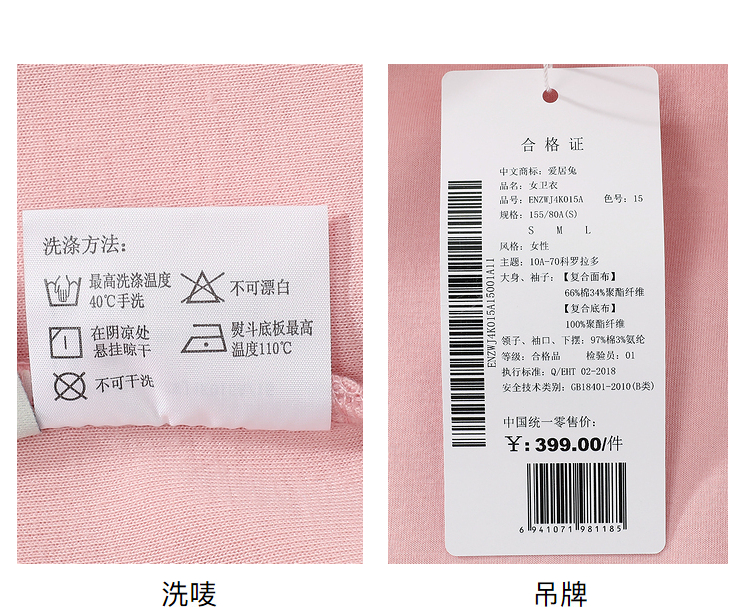 洗涤方法：
最高洗涤温度
40℃手洗
不可漂白
在阴凉处
悬挂晾干
熨斗底板最高
温度110℃
不可干洗
洗唛
合格证
中文商标：爱居兔
品名：女卫衣
品号：ENZWJ4K015A 色号：15
规格：155/80A(S)
S M L
风格：女性
主题：10A-70科罗拉多
大身、袖子：【复合面布】
66%棉34%聚酯纤维
【复合底布】
100%聚酯纤维
领子、袖口、下摆：97%棉3%氨纶
等级：合格品 检验员：01
执行标准：Q/EHT 02-2018
安全技术类别：GB18401-2010(B类)
中国统一零售价：
¥：399.00/件
6 941071 981185
ENZWJ4K015A15001A11
吊牌